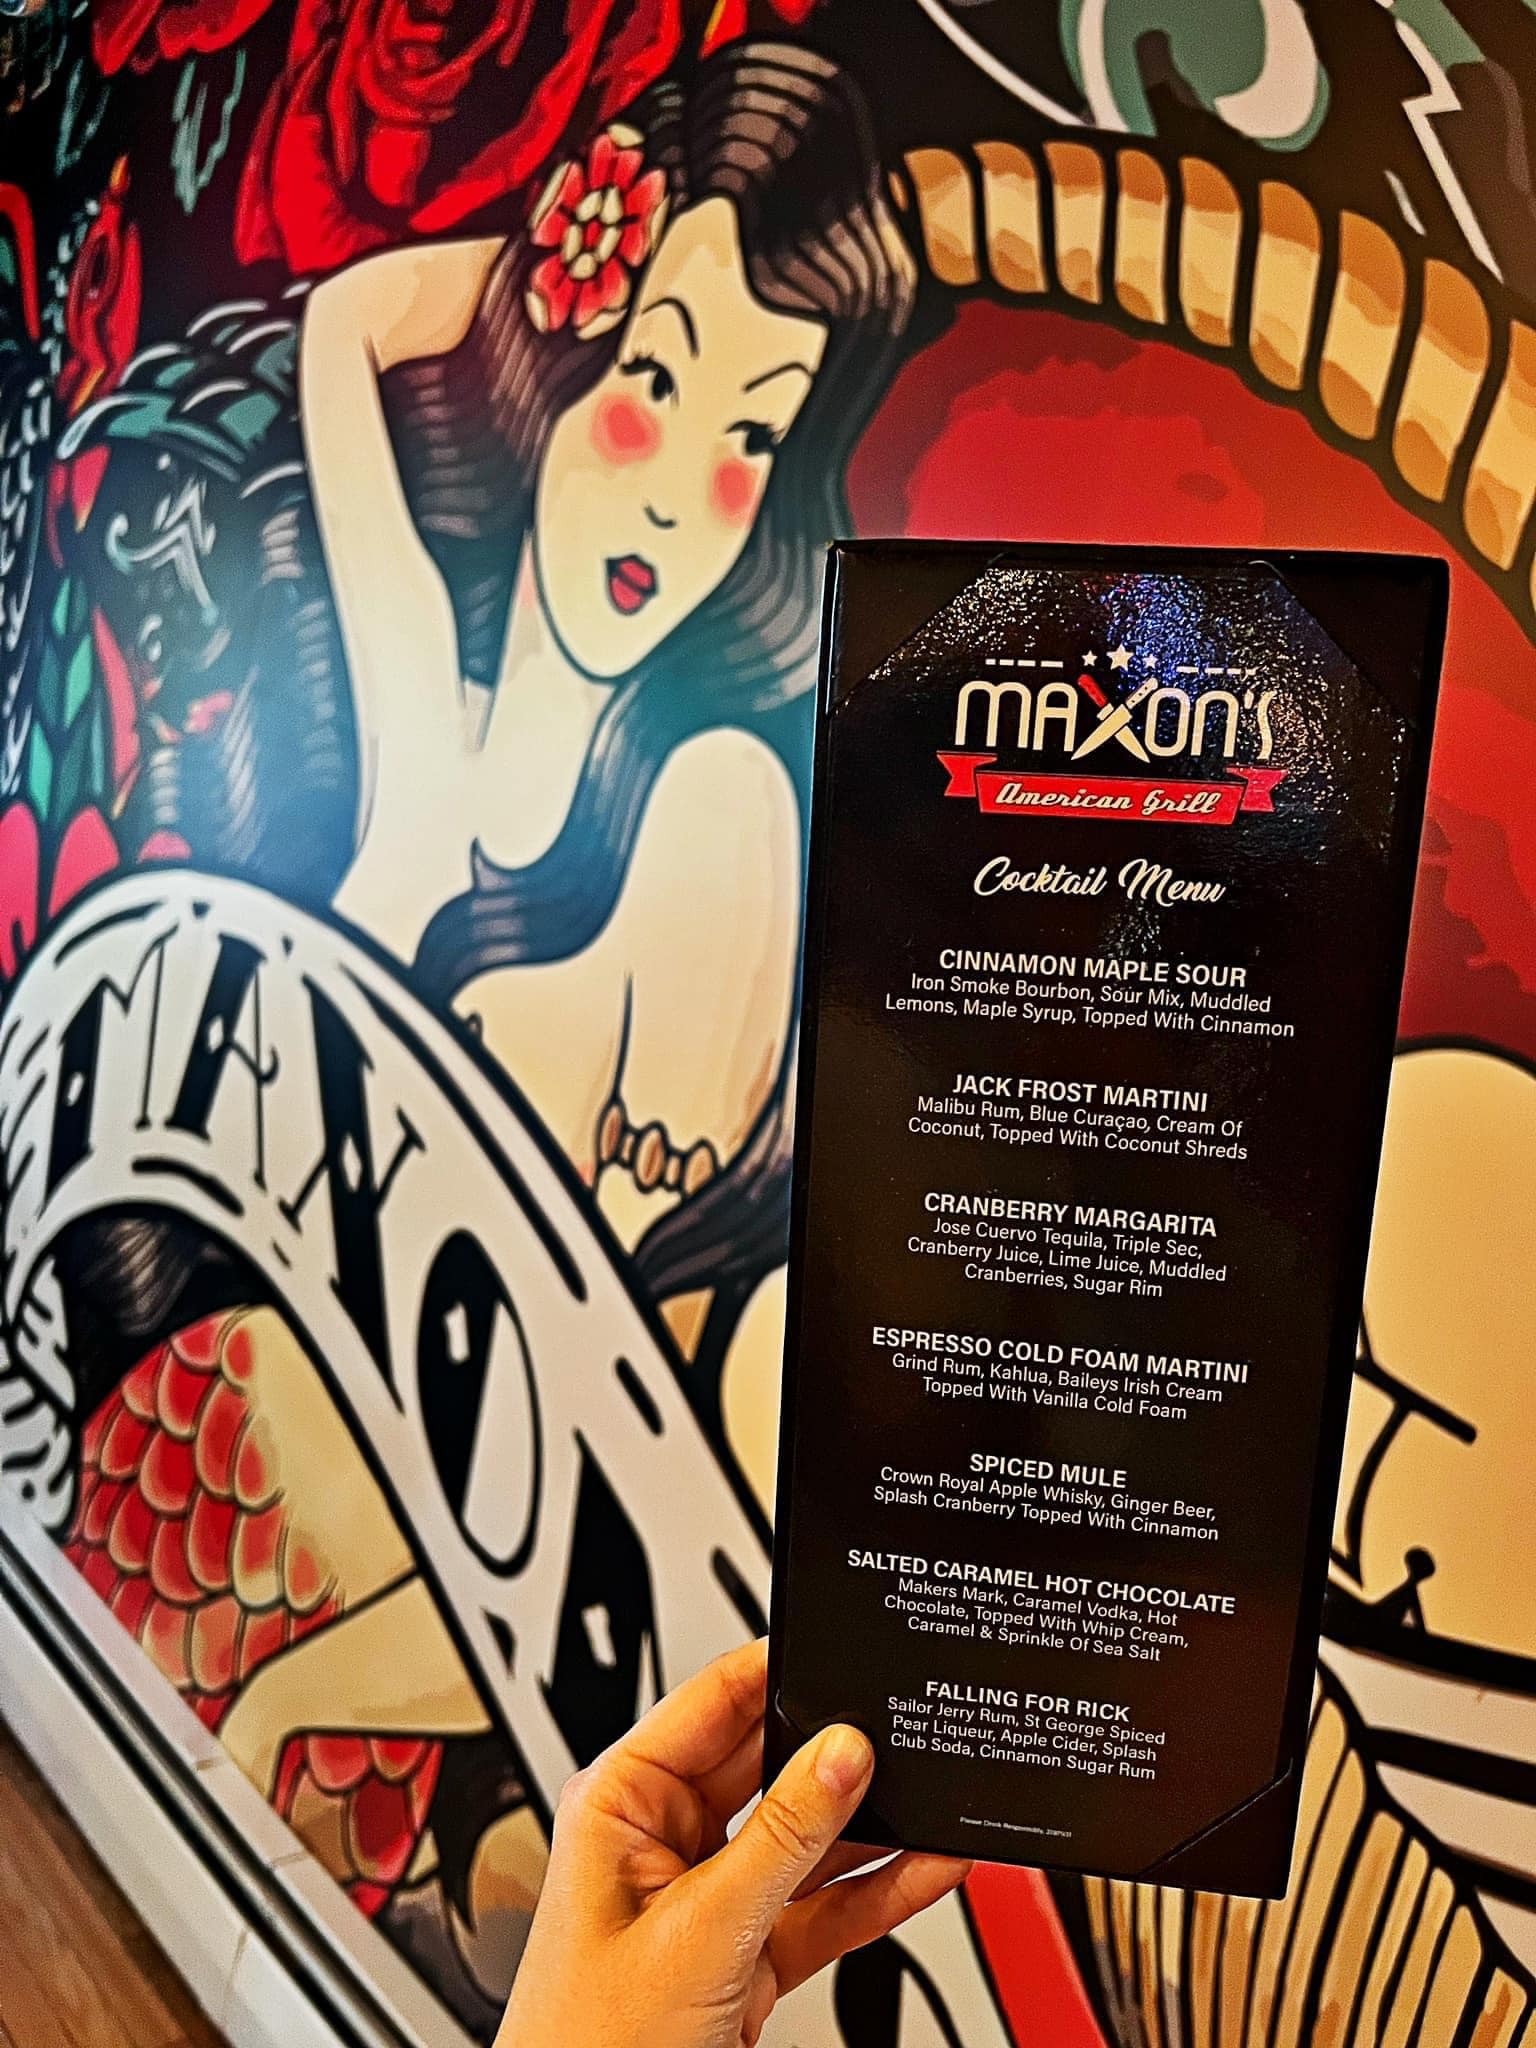 MAXON'S
American Grill
Cocktail Menu
CINNAMON MAPLE SOUR
Iron Smoke Bourbon, Sour Mix, Muddled
Lemons, Maple Syrup, Topped With Cinnamon
JACK FROST MARTINI
Malibu Rum, Blue Curaçao, Cream Of
Coconut, Topped With Coconut Shreds
CRANBERRY MARGARITA
Jose Cuervo Tequila, Triple Sec,
Cranberry Juice, Lime Juice, Muddled
Cranberries, Sugar Rim
ESPRESSO COLD FOAM MARTINI
Grind Rum, Kahlua, Baileys Irish Cream
Topped With Vanilla Cold Foam
SPICED MULE
Crown Royal Apple Whisky, Ginger Beer,
Splash Cranberry Topped With Cinnamon
SALTED CARAMEL HOT CHOCOLATE
Makers Mark, Caramel Vodka, Hot
Chocolate, Topped With Whip Cream,
Caramel & Sprinkle Of Sea Salt
FALLING FOR RICK
Sailor Jerry Rum, St George Spiced
Pear Liqueur, Apple Cider, Splash
Club Soda, Cinnamon Sugar Rum
Please Drink Responsibly.